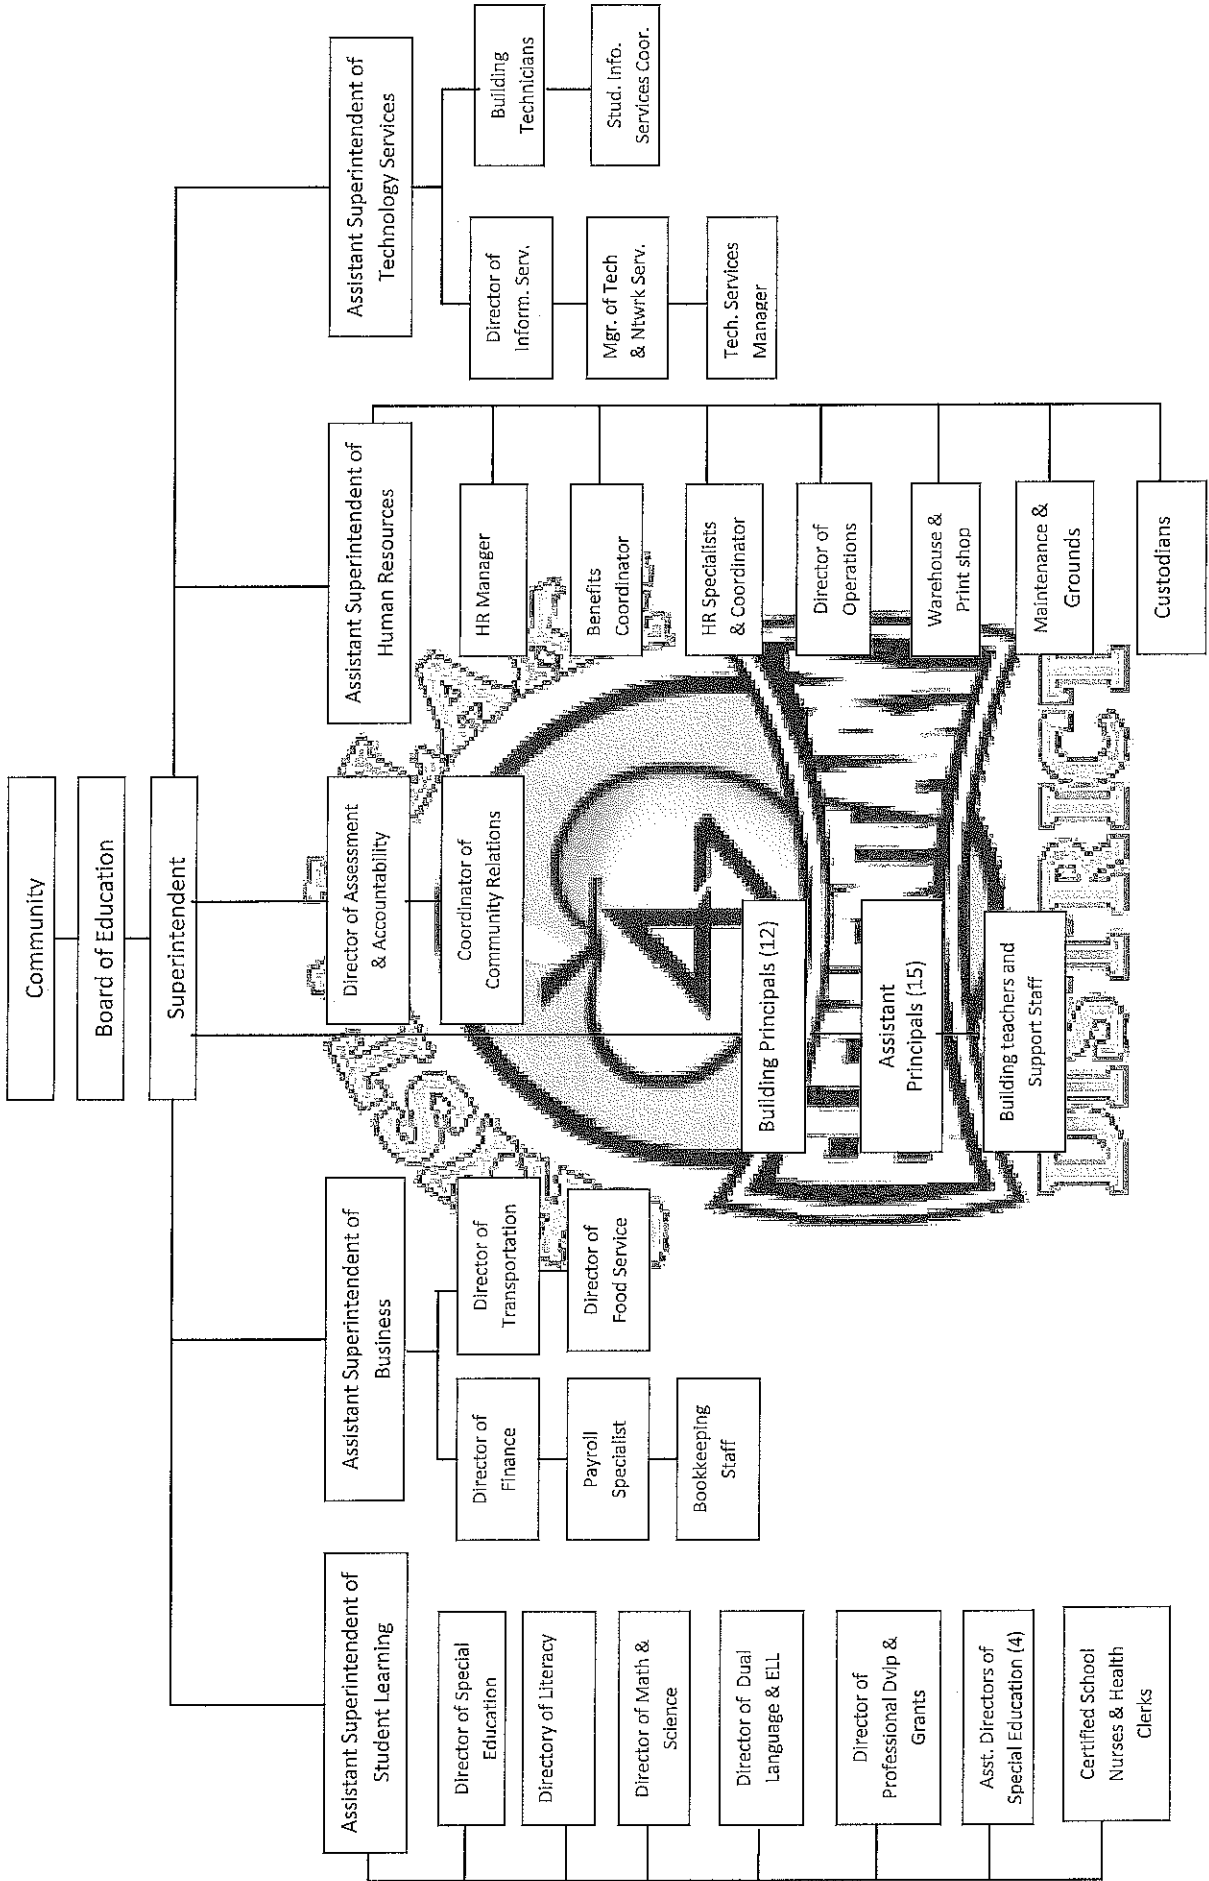 Community
Board of Education
Superintendent
Assistant Superintendent of
Student Learning
Director of Special
Education
Directory of Literacy
Director of Math &
Science
Director of Dual
Language & ELL
Director of
Professional Dvlp &
Grants
Asst. Directors of
Special Education (4)
Certified School
Nurses & Health
Clerks
Assistant Superintendent of
Business
Director of
Finance
Payroll
Specialist
Bookkeeping
Staff
Director of
Transportation
Director of
Food Service
Director of Assessment
& Accountability
Coordinator of
Community Relations
Building Principals (12)
Assistant
Principals (15)
Building teachers and
Support Staff
Assistant Superintendent of
Human Resources
HR Manager
Benefits
Coordinator
HR Specialists
& Coordinator
Director of
Operations
Warehouse &
Print shop
Maintenance &
Grounds
Custodians
Assistant Superintendent of
Technology Services
Director of
Inform. Serv.
Mgr. of Tech
& Ntwrk Serv.
Tech. Services
Manager
Building
Technicians
Stud. Info.
Services Coor.
4
DISTRICT